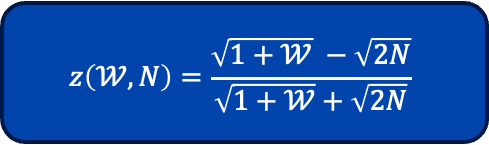 z(𝒲, N) = (√(1 + 𝒲) − √(2N)) / (√(1 + 𝒲) + √(2N))